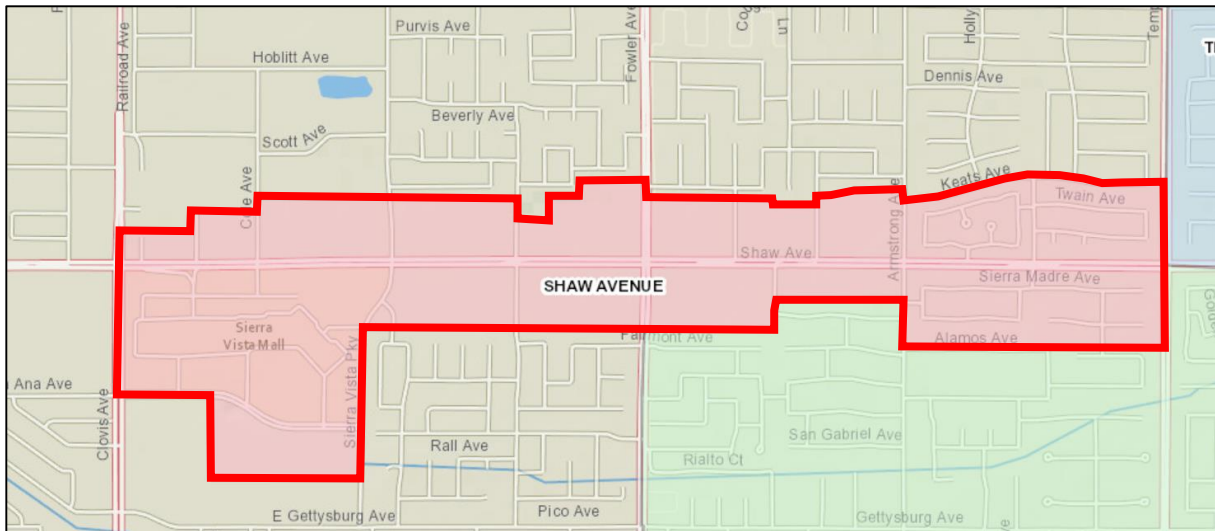 Purvis Ave
Hoblitt Ave
Railroad Ave
Fowler Ave
Ln
Holly
Dennis Ave
Beverly Ave
Scott Ave
Keats Ave
Twain Ave
Armstrong Ave
Shaw Ave
SHAW AVENUE
Sierra Madre Ave
Sierra
Vista Mall
Sierra Vista Pky
Alamos Ave
Ana Ave
Clovis Ave
Rall Ave
San Gabriel Ave
Rialto Ct
E Gettysburg Ave
Pico Ave
Gettysburg Ave